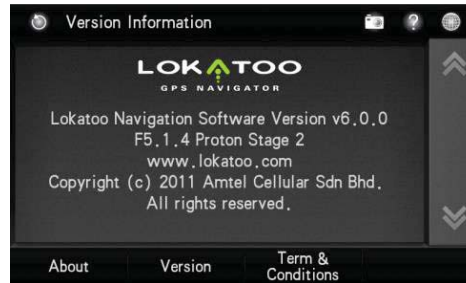 Version Information
?
LOKATOO
GPS NAVIGATOR
Lokatoo Navigation Software Version v6.0.0
F5.1.4 Proton Stage 2
www.lokatoo.com
Copyright (c) 2011 Amtel Cellular Sdn Bhd.
All rights reserved.
About
Version
Term &
Conditions